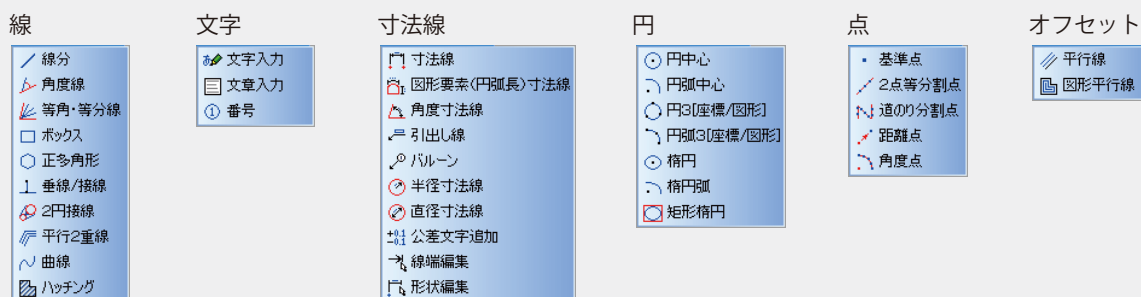 線
線分
角度線
等角・等分線
ボックス
正多角形
垂線/接線
2円接線
平行2重線
曲線
ハッチング
文字
文字入力
文章入力
番号
寸法線
寸法線
図形要素(円弧長)寸法線
角度寸法線
引出し線
バルーン
半径寸法線
直径寸法線
公差文字追加
線端編集
形状編集
円
円中心
円弧中心
円3[座標/図形]
円弧3[座標/図形]
楕円
楕円弧
矩形楕円
点
基準点
2点等分割点
道のり分割点
距離点
角度点
オフセット
平行線
図形平行線